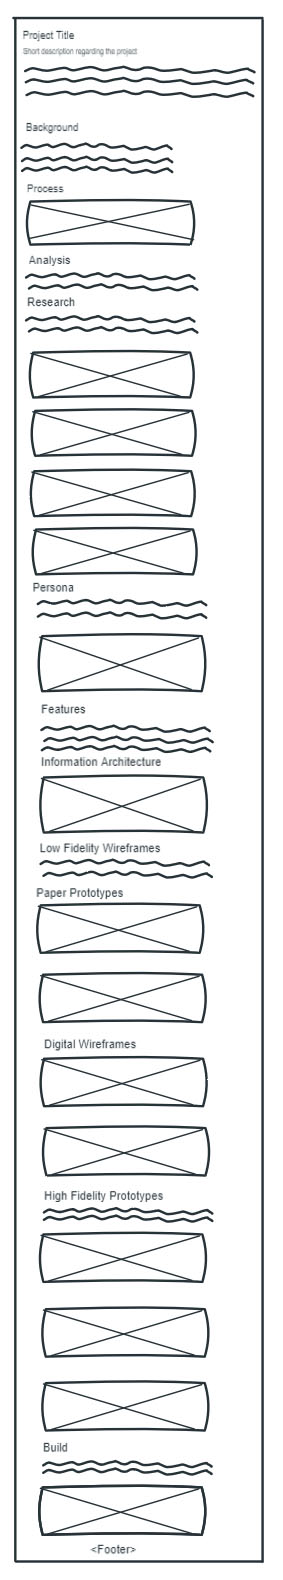 Project Title
Short description regarding the project
Background
Process
Analysis
Research
Persona
Features
Information Architecture
Low Fidelity Wireframes
Paper Prototypes
Digital Wireframes
High Fidelity Prototypes
Build
<Footer>